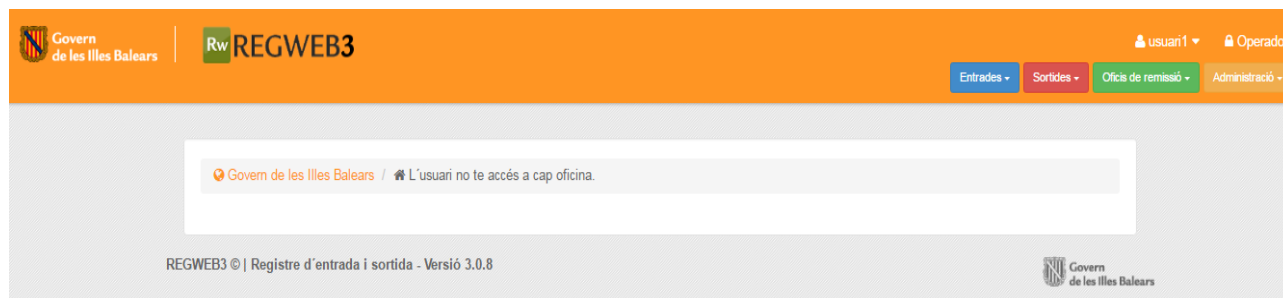 Govern
de les Illes Balears
Rw REGWEB3
usuari1
Operado
Entrades
Sortides
Oficis de remissió
Administració
Govern de les Illes Balears / L´usuari no te accés a cap oficina.
REGWEB3 © | Registre d´entrada i sortida - Versió 3.0.8
Govern
de les Illes Balears